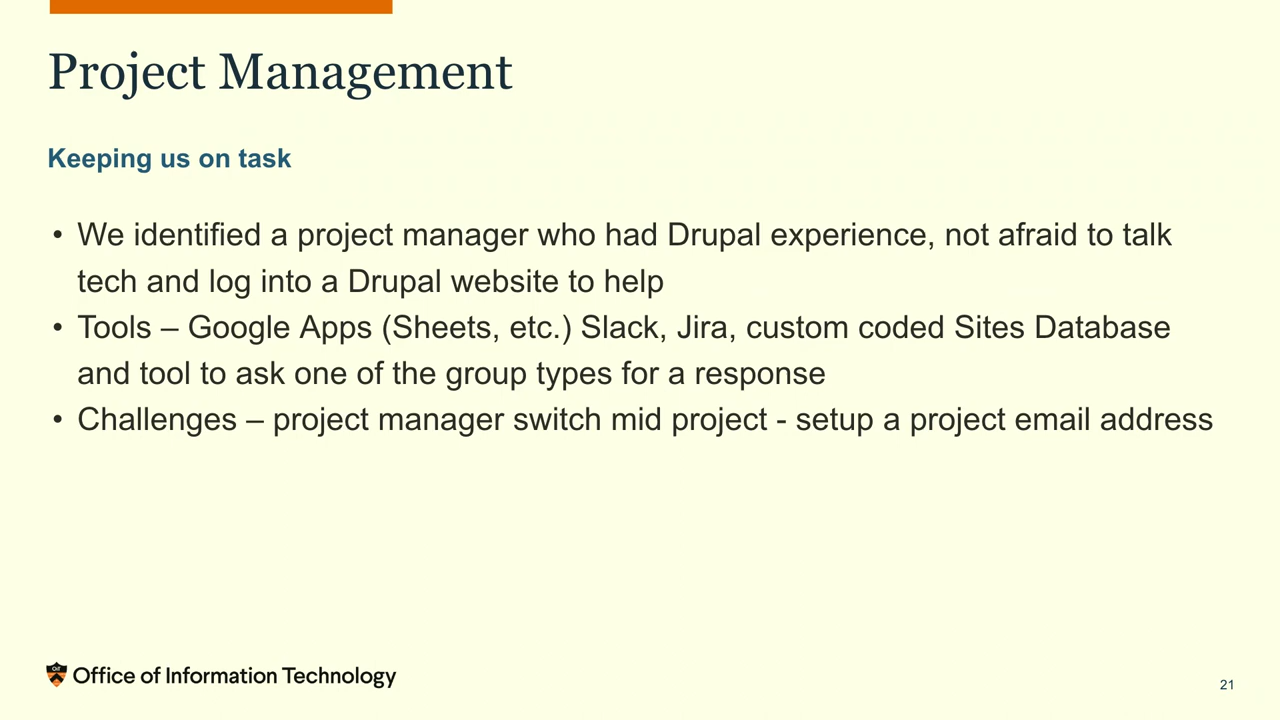 Project Management
Keeping us on task
• We identified a project manager who had Drupal experience, not afraid to talk
tech and log into a Drupal website to help
• Tools – Google Apps (Sheets, etc.) Slack, Jira, custom coded Sites Database
and tool to ask one of the group types for a response
• Challenges – project manager switch mid project - setup a project email address
Office of Information Technology
21